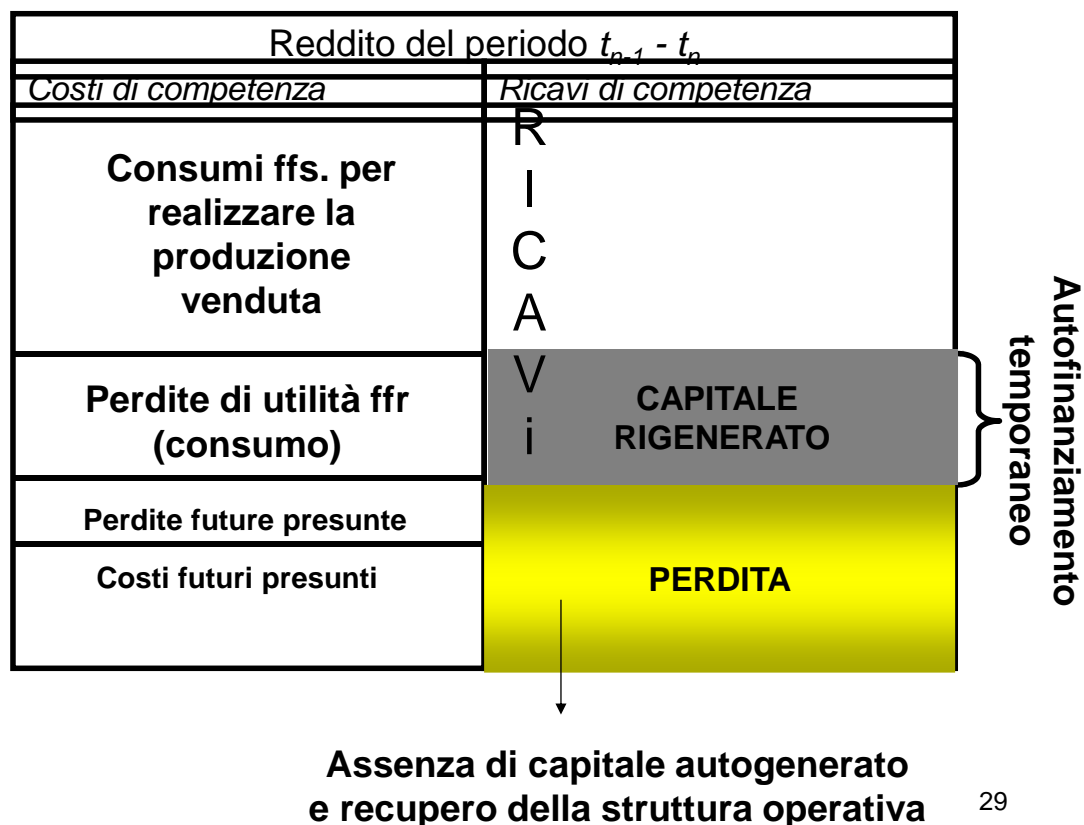 Reddito del periodo tn-1 - tn
Costi di competenza
Ricavi di competenza
Consumi ffs. per
realizzare la
produzione
venduta
R
I
C
A
V
i
Perdite di utilità ffr
(consumo)
CAPITALE
RIGENERATO
Autofinanziamento
temporaneo
Perdite future presunte
Costi futuri presunti
PERDITA
Assenza di capitale autogenerato
e recupero della struttura operativa
29